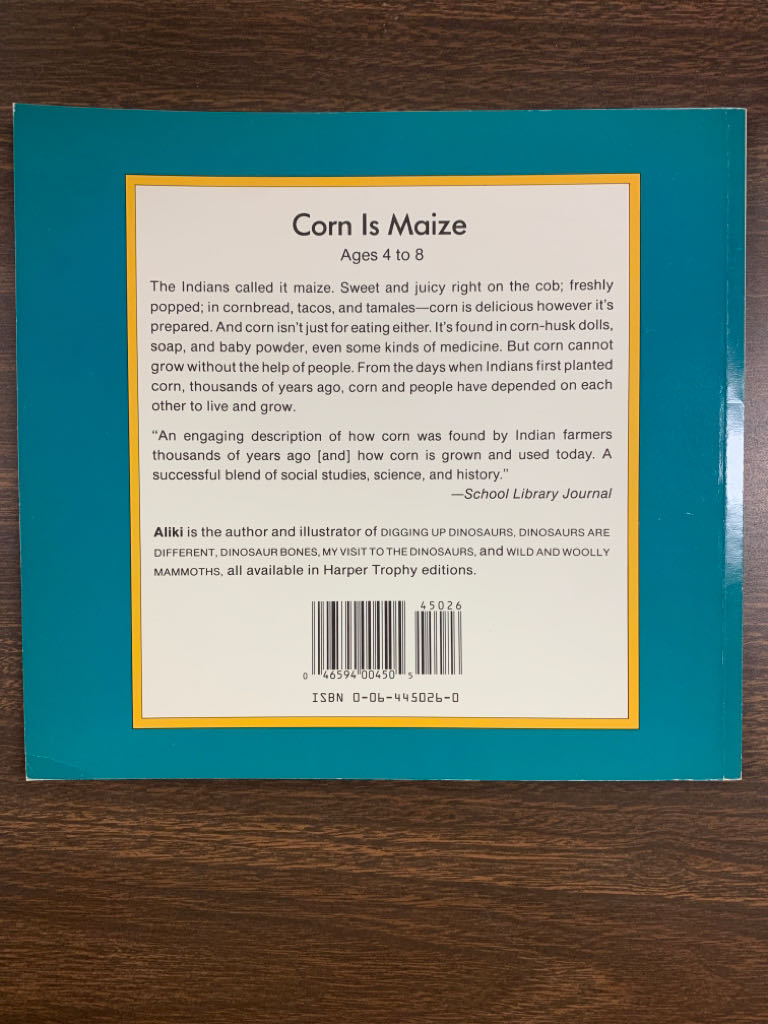 Corn Is Maize
Ages 4 to 8
The Indians called it maize. Sweet and juicy right on the cob; freshly
popped; in cornbread, tacos, and tamales—corn is delicious however it's
prepared. And corn isn't just for eating either. It's found in corn-husk dolls,
soap, and baby powder, even some kinds of medicine. But corn cannot
grow without the help of people. From the days when Indians first planted
corn, thousands of years ago, corn and people have depended on each
other to live and grow.
"An engaging description of how corn was found by Indian farmers
thousands of years ago [and] how corn is grown and used today. A
successful blend of social studies, science, and history."
—School Library Journal
Aliki is the author and illustrator of DIGGING UP DINOSAURS, DINOSAURS ARE
DIFFERENT, DINOSAUR BONES, MY VISIT TO THE DINOSAURS, and WILD AND WOOLLY
MAMMOTHS, all available in Harper Trophy editions.
45026
0 46594 00450 5
ISBN 0-06-445026-0